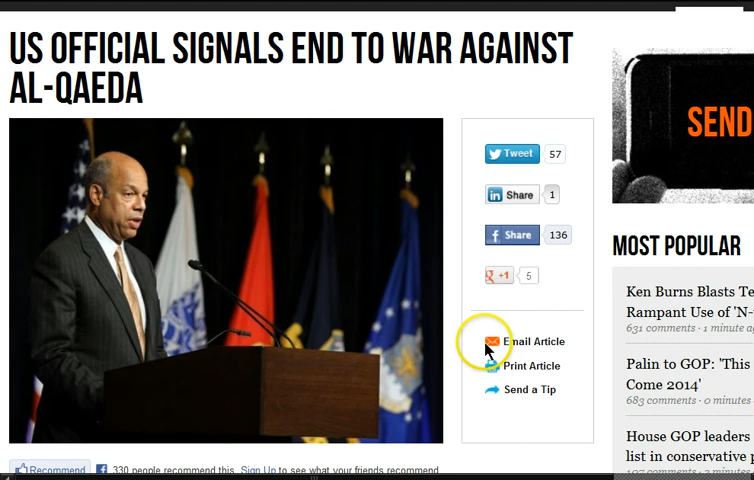 US OFFICIAL SIGNALS END TO WAR AGAINST
AL-QAEDA
Tweet 57
in Share 1
f Share 136
g +1 5
Email Article
Print Article
Send a Tip
Recommend f 330 people recommend this. Sign Up to see what your friends recommend
SEND
MOST POPULAR
Ken Burns Blasts Te
Rampant Use of 'N-
631 comments · 1 minute ag
Palin to GOP: 'This
Come 2014'
683 comments · 0 minutes
House GOP leaders
list in conservative p